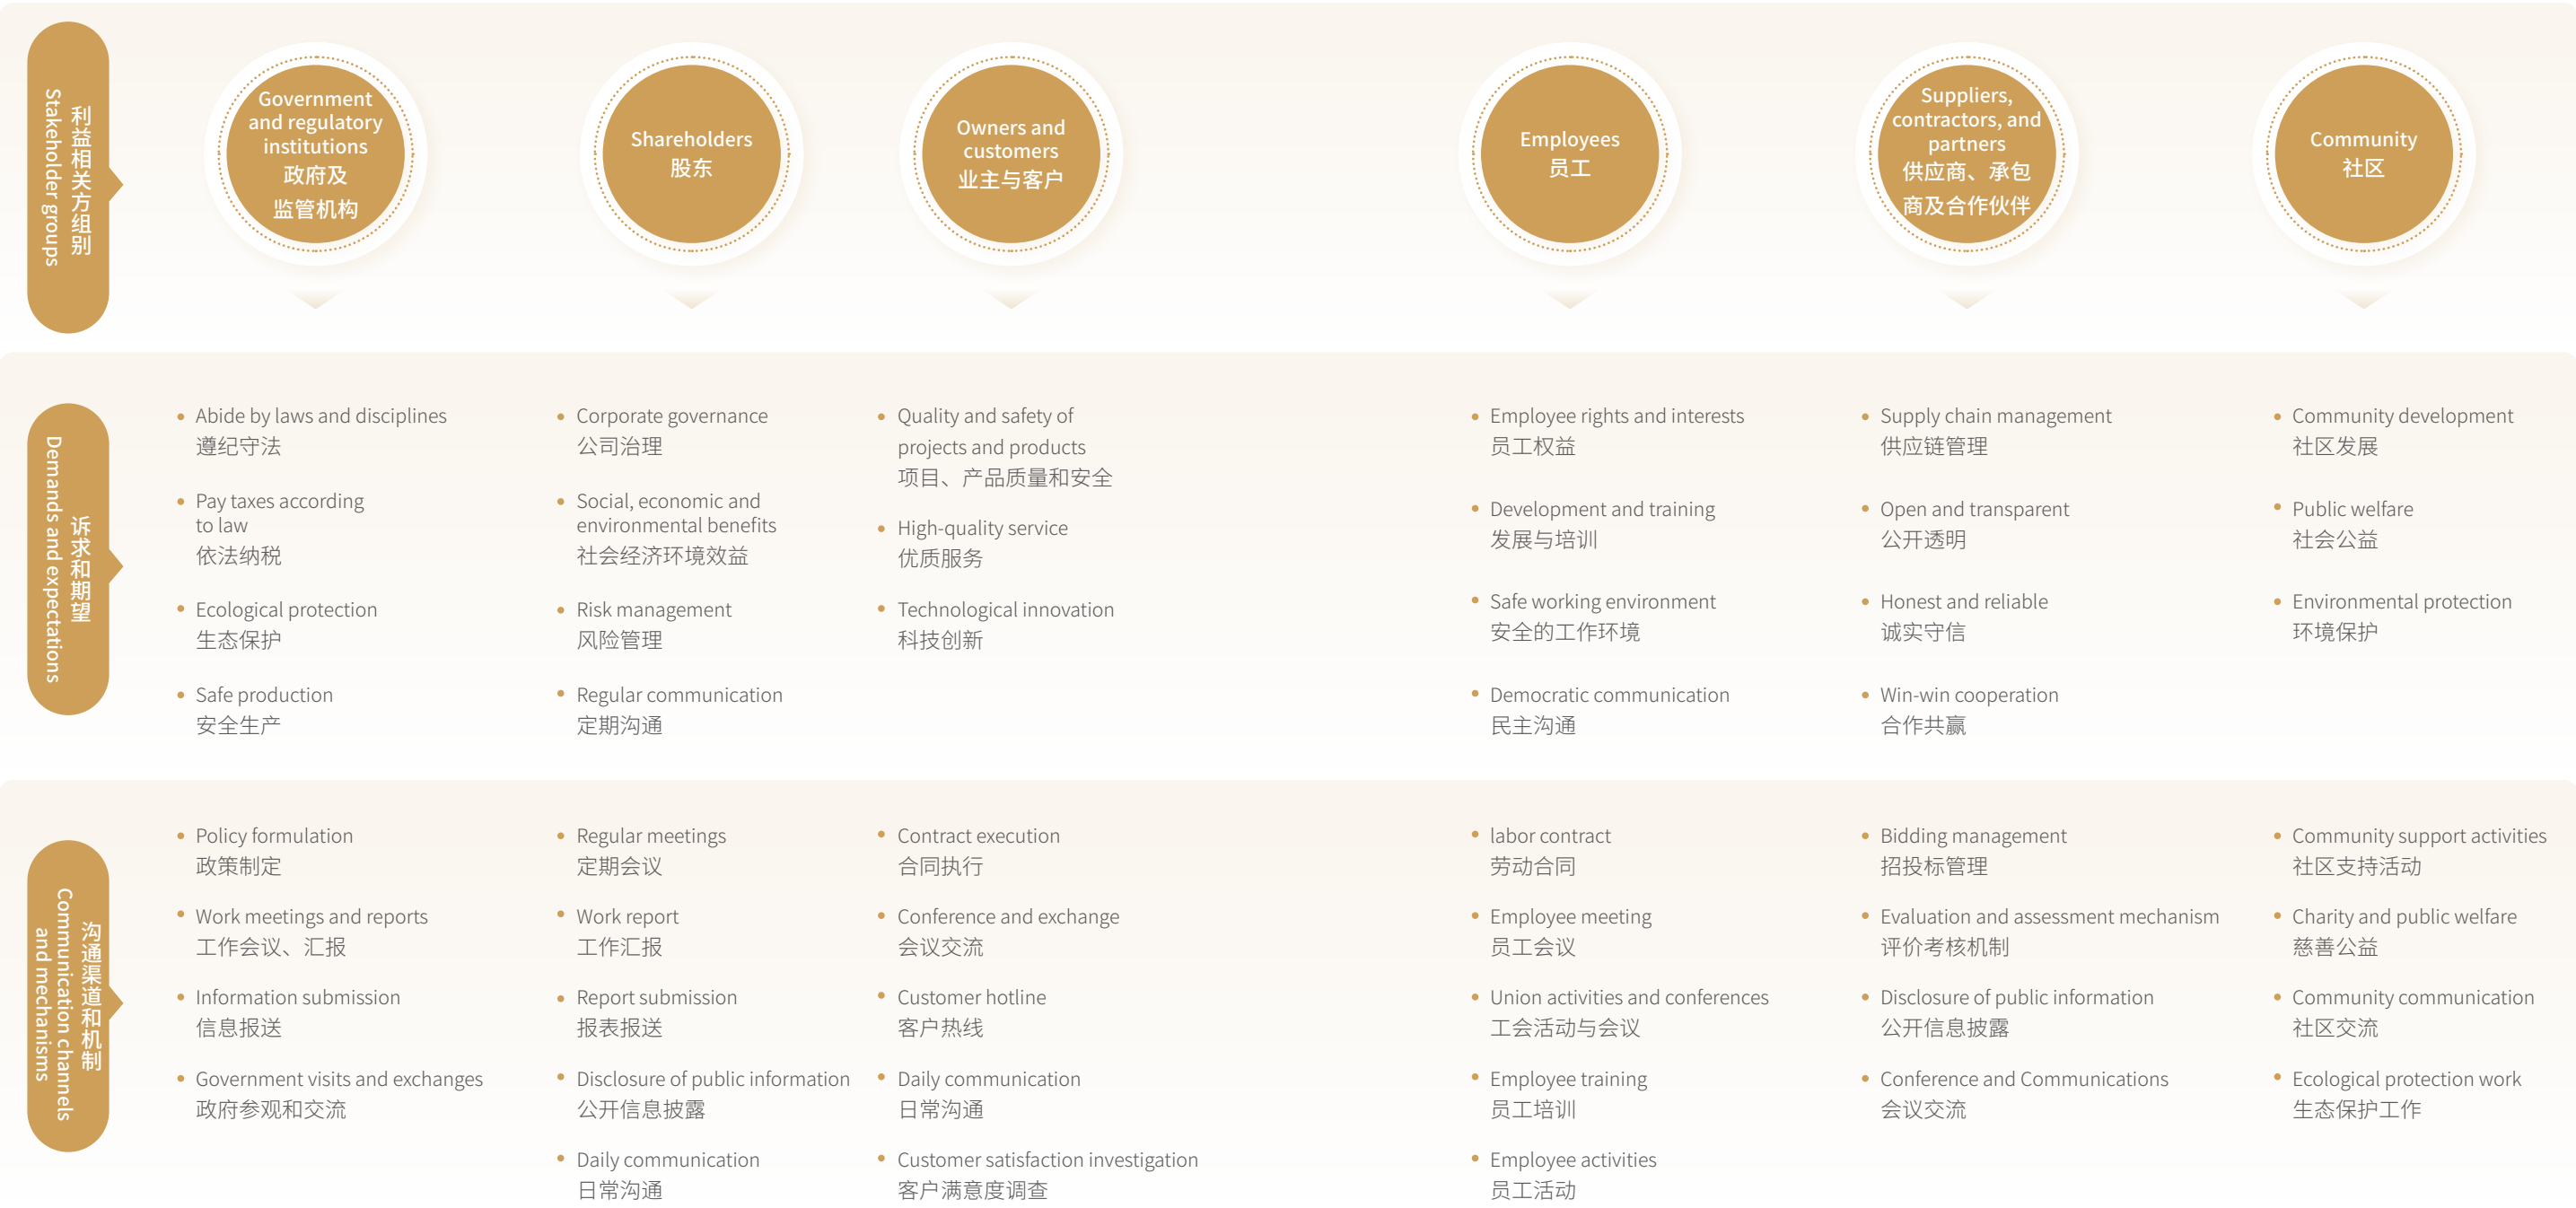 利益相关方组别
Stakeholder groups
Government
and regulatory
institutions
政府及
监管机构
Shareholders
股东
Owners and
customers
业主与客户
Employees
员工
Suppliers,
contractors, and
partners
供应商、承包
商及合作伙伴
Community
社区
诉求和期望
Demands and expectations
Abide by laws and disciplines
遵纪守法
Pay taxes according
to law
依法纳税
Ecological protection
生态保护
Safe production
安全生产
Corporate governance
公司治理
Social, economic and
environmental benefits
社会经济环境效益
Risk management
风险管理
Regular communication
定期沟通
Quality and safety of
projects and products
项目、产品质量和安全
High-quality service
优质服务
Technological innovation
科技创新
Employee rights and interests
员工权益
Development and training
发展与培训
Safe working environment
安全的工作环境
Democratic communication
民主沟通
Supply chain management
供应链管理
Open and transparent
公开透明
Honest and reliable
诚实守信
Win-win cooperation
合作共赢
Community development
社区发展
Public welfare
社会公益
Environmental protection
环境保护
沟通渠道和机制
Communication channels
and mechanisms
Policy formulation
政策制定
Work meetings and reports
工作会议、汇报
Information submission
信息报送
Government visits and exchanges
政府参观和交流
Regular meetings
定期会议
Work report
工作汇报
Report submission
报表报送
Disclosure of public information
公开信息披露
Daily communication
日常沟通
Contract execution
合同执行
Conference and exchange
会议交流
Customer hotline
客户热线
Daily communication
日常沟通
Customer satisfaction investigation
客户满意度调查
labor contract
劳动合同
Employee meeting
员工会议
Union activities and conferences
工会活动与会议
Employee training
员工培训
Employee activities
员工活动
Bidding management
招投标管理
Evaluation and assessment mechanism
评价考核机制
Disclosure of public information
公开信息披露
Conference and Communications
会议交流
Community support activities
社区支持活动
Charity and public welfare
慈善公益
Community communication
社区交流
Ecological protection work
生态保护工作